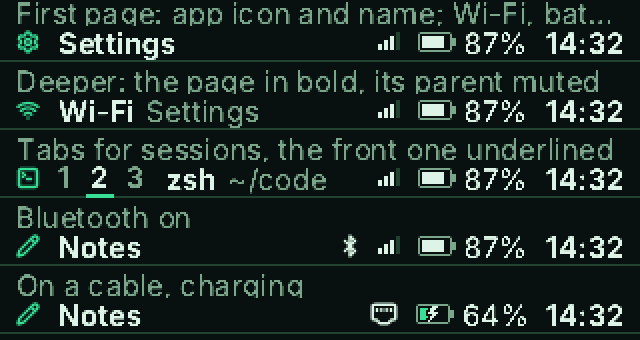 First page: app icon and name; Wi-Fi, bat...
Settings 87% 14:32
Deeper: the page in bold, its parent muted
Wi-Fi Settings 87% 14:32
Tabs for sessions, the front one underlined
1 2 3 zsh ~/code 87% 14:32
Bluetooth on
Notes 87% 14:32
On a cable, charging
Notes 64% 14:32